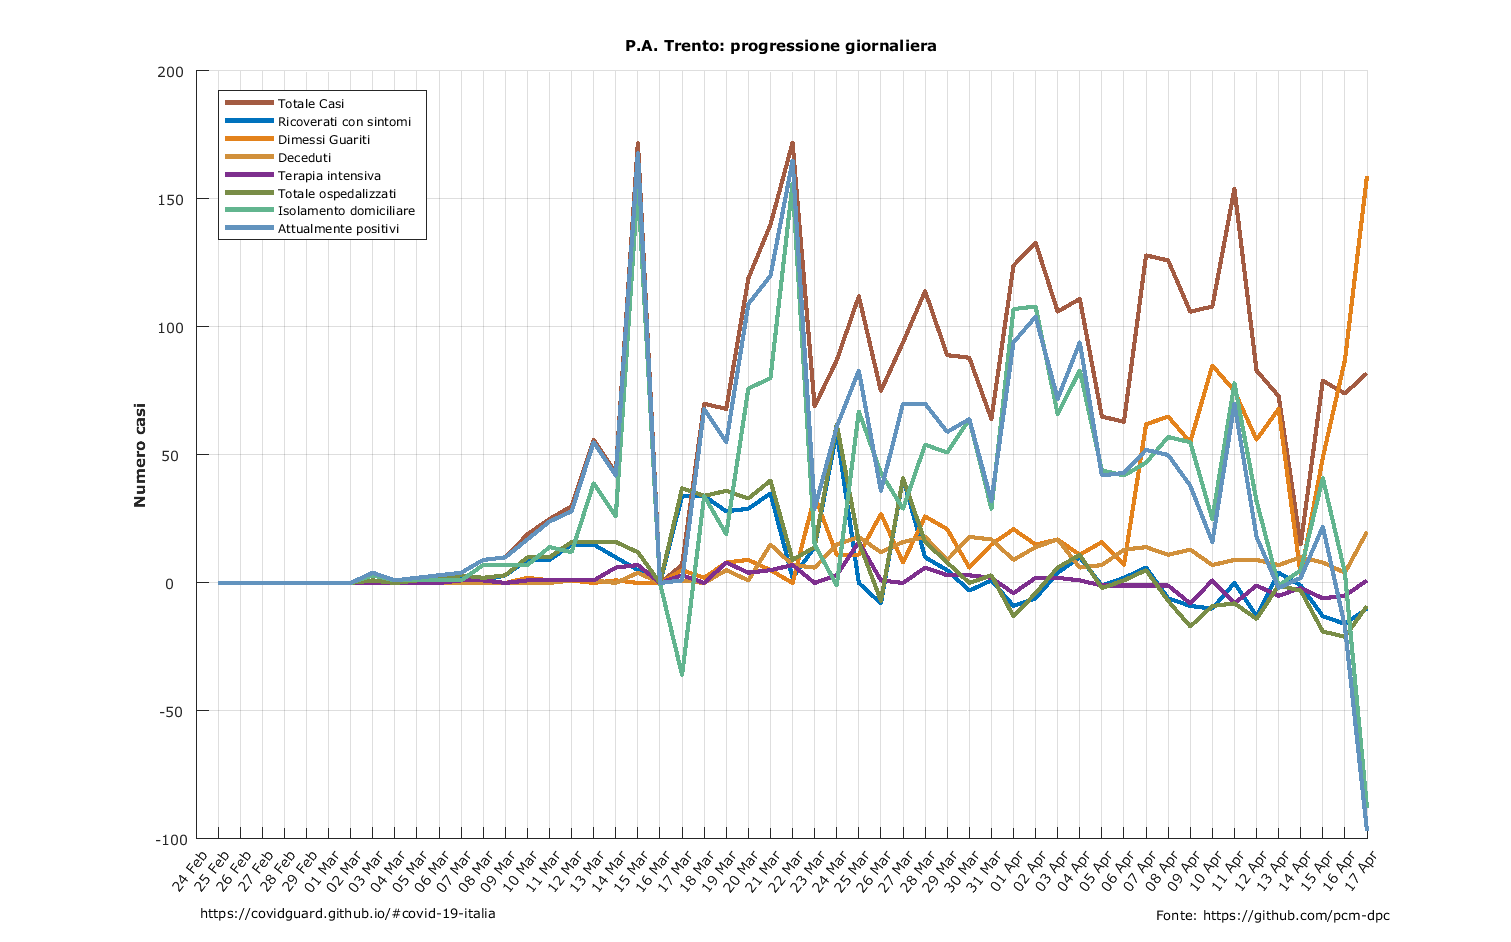 P.A. Trento: progressione giornaliera
200
150
100
50
0
-50
-100
Numero casi
Totale Casi
Ricoverati con sintomi
Dimessi Guariti
Deceduti
Terapia intensiva
Totale ospedalizzati
Isolamento domiciliare
Attualmente positivi
24 Feb
25 Feb
26 Feb
27 Feb
28 Feb
29 Feb
01 Mar
02 Mar
03 Mar
04 Mar
05 Mar
06 Mar
07 Mar
08 Mar
09 Mar
10 Mar
11 Mar
12 Mar
13 Mar
14 Mar
15 Mar
16 Mar
17 Mar
18 Mar
19 Mar
20 Mar
21 Mar
22 Mar
23 Mar
24 Mar
25 Mar
26 Mar
27 Mar
28 Mar
29 Mar
30 Mar
31 Mar
01 Apr
02 Apr
03 Apr
04 Apr
05 Apr
06 Apr
07 Apr
08 Apr
09 Apr
10 Apr
11 Apr
12 Apr
13 Apr
14 Apr
15 Apr
16 Apr
17 Apr
https://covidguard.github.io/#covid-19-italia
Fonte: https://github.com/pcm-dpc